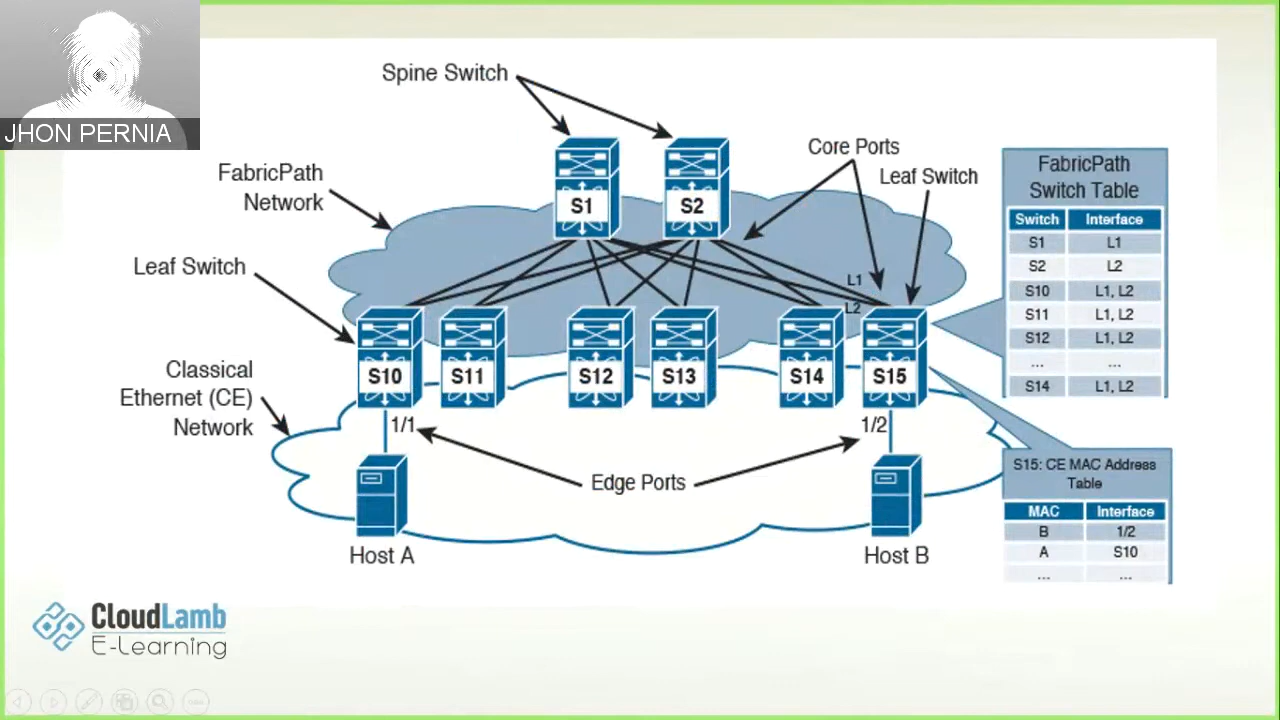 JHON PERNIA
Spine Switch
Core Ports
Leaf Switch
FabricPath
Network
Leaf Switch
Classical
Ethernet (CE)
Network
S1
S2
L1
L2
S10
S11
S12
S13
S14
S15
1/1
1/2
Edge Ports
Host A
Host B
FabricPath
Switch Table
Switch Interface
S1 L1
S2 L2
S10 L1, L2
S11 L1, L2
S12 L1, L2
... ...
S14 L1, L2
S15: CE MAC Address
Table
MAC Interface
B 1/2
A S10
... ...
CloudLamb
E-Learning